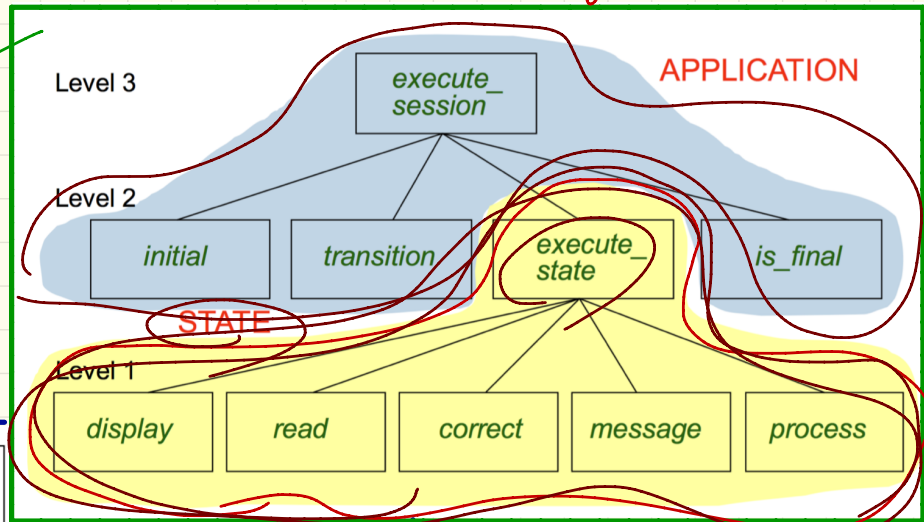 Level 3
execute_
session
APPLICATION
Level 2
initial
transition
execute_
state
is_final
STATE
Level 1
display
read
correct
message
process